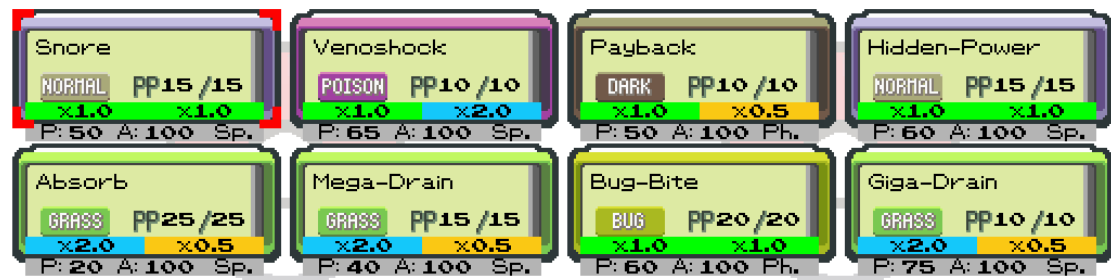 Snore
NORMAL PP15/15
x1.0 x1.0
P: 50 A: 100 Sp.
Venoshock
POISON PP10/10
x1.0 x2.0
P: 65 A: 100 Sp.
Payback
DARK PP10/10
x1.0 x0.5
P: 50 A: 100 Ph.
Hidden-Power
NORMAL PP15/15
x1.0 x1.0
P: 60 A: 100 Sp.
Absorb
GRASS PP25/25
x2.0 x0.5
P: 20 A: 100 Sp.
Mega-Drain
GRASS PP15/15
x2.0 x0.5
P: 40 A: 100 Sp.
Bug-Bite
BUG PP20/20
x1.0 x1.0
P: 60 A: 100 Ph.
Giga-Drain
GRASS PP10/10
x2.0 x0.5
P: 75 A: 100 Sp.